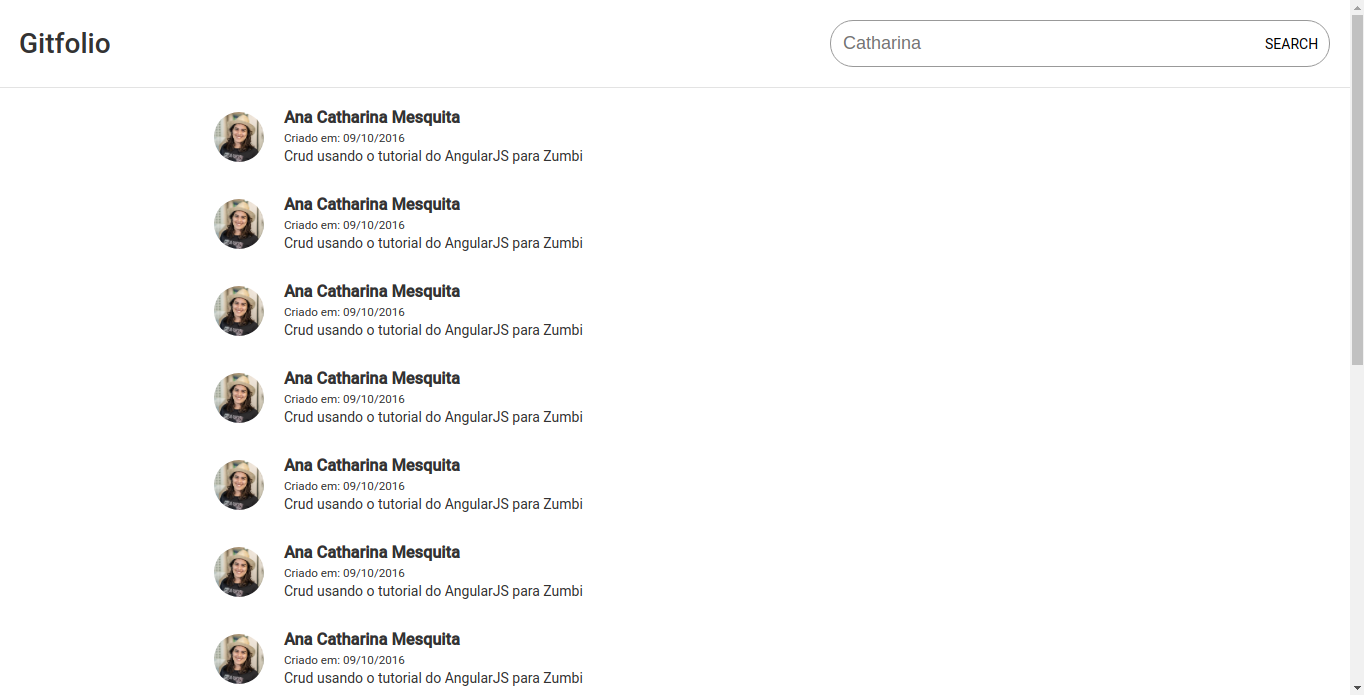 Gitfolio
Catharina
SEARCH
Ana Catharina Mesquita
Criado em: 09/10/2016
Crud usando o tutorial do AngularJS para Zumbi
Ana Catharina Mesquita
Criado em: 09/10/2016
Crud usando o tutorial do AngularJS para Zumbi
Ana Catharina Mesquita
Criado em: 09/10/2016
Crud usando o tutorial do AngularJS para Zumbi
Ana Catharina Mesquita
Criado em: 09/10/2016
Crud usando o tutorial do AngularJS para Zumbi
Ana Catharina Mesquita
Criado em: 09/10/2016
Crud usando o tutorial do AngularJS para Zumbi
Ana Catharina Mesquita
Criado em: 09/10/2016
Crud usando o tutorial do AngularJS para Zumbi
Ana Catharina Mesquita
Criado em: 09/10/2016
Crud usando o tutorial do AngularJS para Zumbi